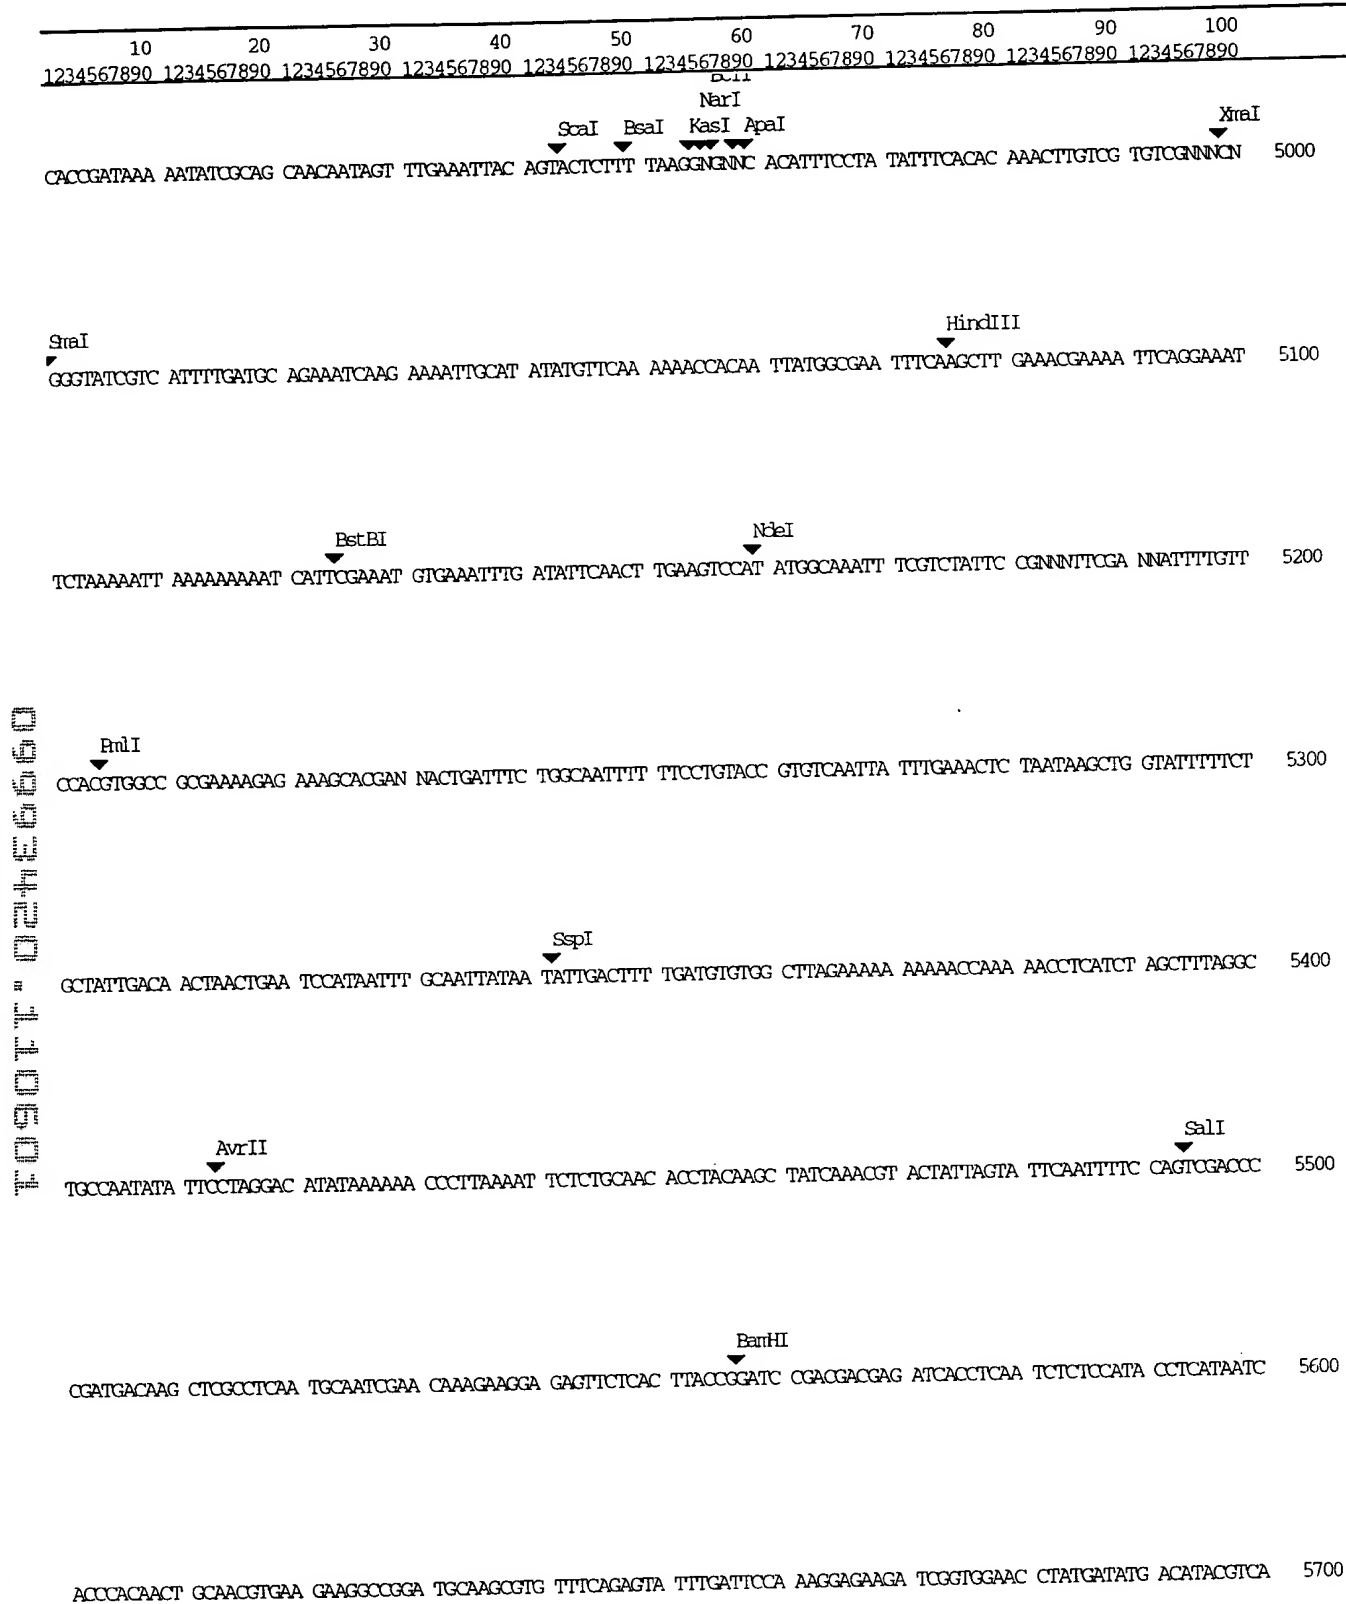 10 20 30 40 50 60 70 80 90 100
1234567890 1234567890 1234567890 1234567890 1234567890 1234567890 1234567890 1234567890 1234567890 1234567890
NarI
ScaI BsaI KasI ApaI XmaI
CACCGATAAA AATATCGCAG CAACAATAGT TTGAAATTAC AGTACTCTTT TAAGGNGNNC ACATTTCCTA TATTTCACAC AAACTTGTCG TGTCGNNNCN 5000
SmaI HindIII
GGGTATCGTC ATTTTGATGC AGAAATCAAG AAAATTGCAT ATATGTTCAA AAAACCACAA TTATGGCGAA TTTCAAGCTT GAAACGAAAA TTCAGGAAAT 5100
BstBI NdeI
TCTAAAAATT AAAAAAAAAT CATTCGAAAT GTGAAATTTG ATATTCAACT TGAAGTCCAT ATGGCAAATT TCGTCTATTC CGNNNTTCGA NNATTTTGTT 5200
PmlI
CCACGTGGCC GCGAAAAGAG AAAGCACGAN NACTGATTTC TGGCAATTTT TTCCTGTACC GTGTCAATTA TTTGAAACTC TAATAAGCTG GTATTTTTCT 5300
SspI
GCTATTGACA ACTAACTGAA TCCATAATTT GCAATTATAA TATTGACTTT TGATGTGTGG CTTAGAAAAA AAAAACCAAA AACCTCATCT AGCTTTAGGC 5400
AvrII SalI
TGCCAATATA TTCCTAGGAC ATATAAAAAA CCCTTAAAAT TCTCTGCAAC ACCTACAAGC TATCAAACGT ACTATTAGTA TTCAATTTTC CAGTCGACCC 5500
BamHI
CGATGACAAG CTCGCCTCAA TGCAATCGAA CAAAGAAGGA GAGTTCTCAC TTACCGGATC CGACGACGAG ATCACCTCAA TCTCTCCATA CCTCATAATC 5600
ACCCACAACT GCAACGTGAA GAAGGCCGGA TGCAAGCGTG TTTCAGAGTA TTTGATTCCA AAGGAGAAGA TCGGTGGAAC CTATGATATG ACATACGTCA 5700
09993420.110501